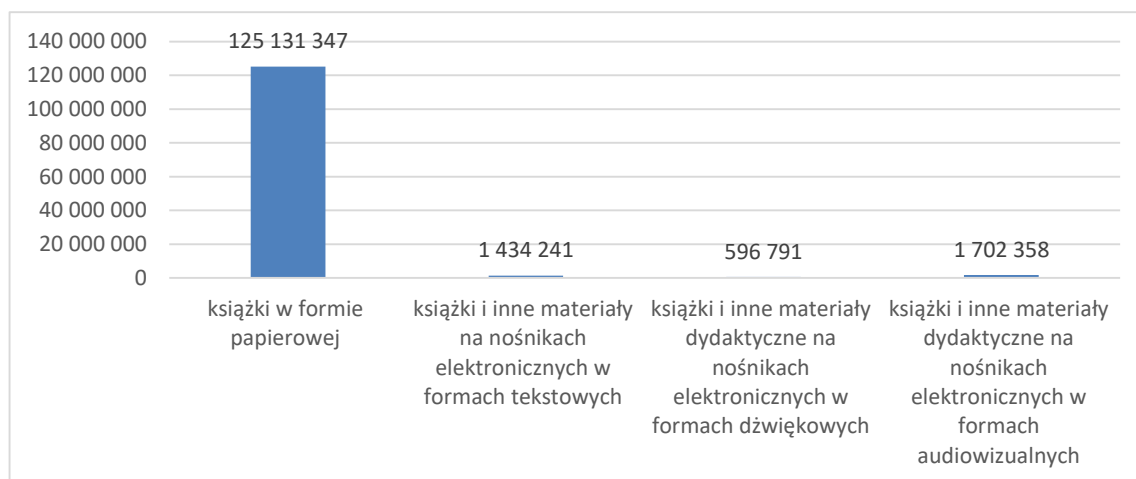 140 000 000
120 000 000
100 000 000
80 000 000
60 000 000
40 000 000
20 000 000
0
125 131 347
1 434 241
596 791
1 702 358
książki w formie
papierowej
książki i inne materiały
na nośnikach
elektronicznych w
formach tekstowych
książki i inne materiały
dydaktyczne na
nośnikach
elektronicznych w
formach dżwiękowych
książki i inne materiały
dydaktyczne na
nośnikach
elektronicznych w
formach
audiowizualnych